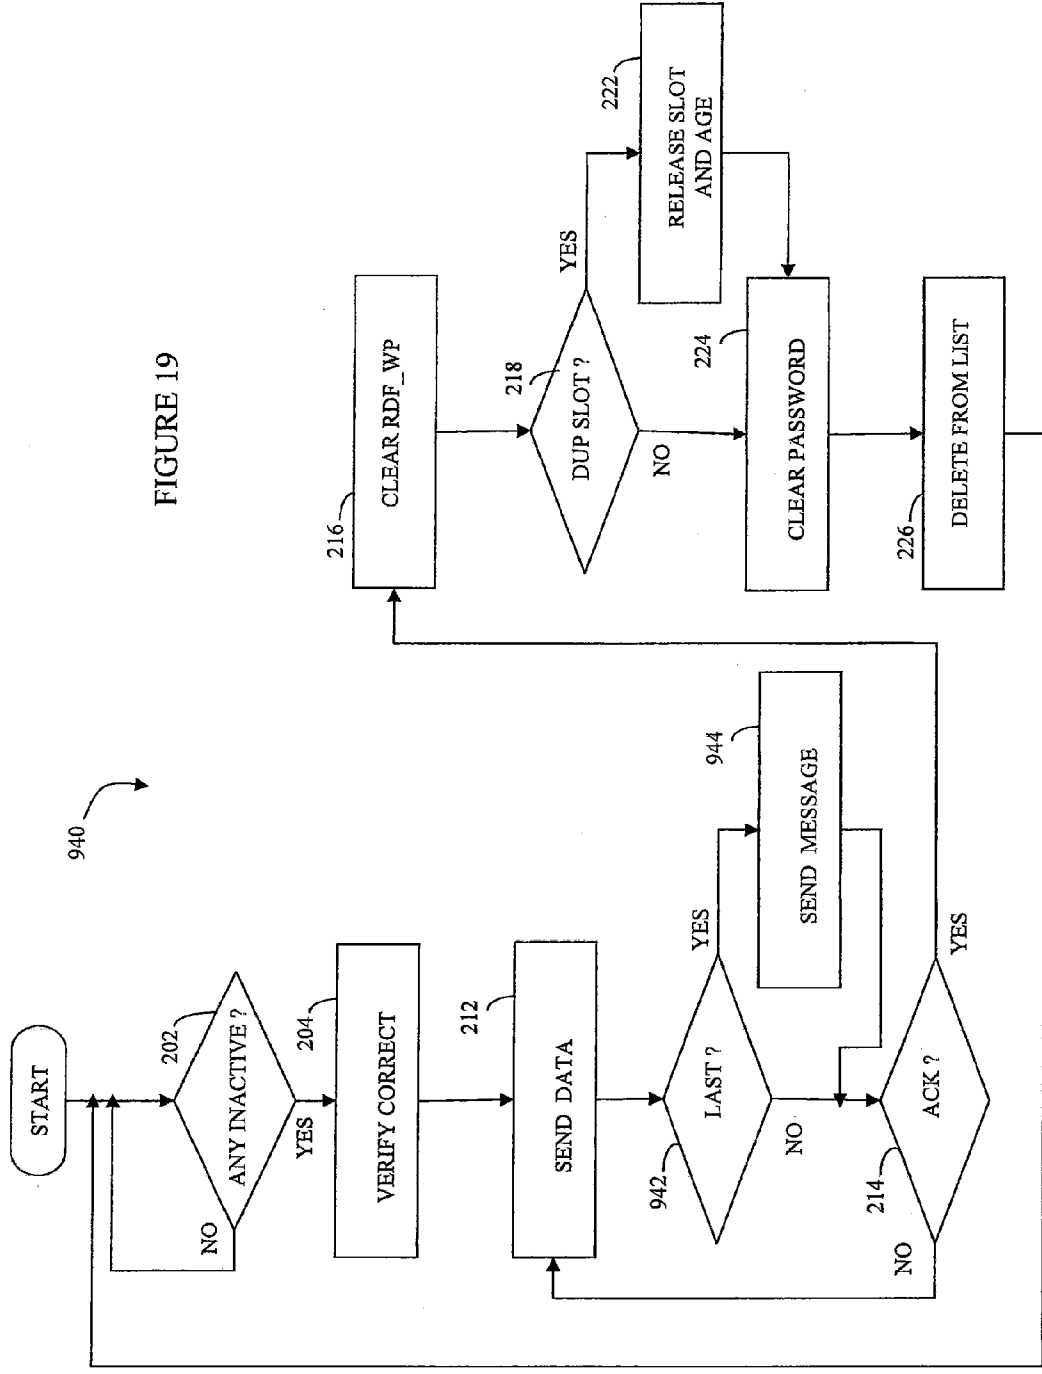 FIGURE 19
940
START
ANY INACTIVE ?
202
NO
YES
VERIFY CORRECT
204
SEND DATA
212
LAST ?
942
YES
NO
SEND MESSAGE
944
ACK ?
214
NO
YES
CLEAR RDF_WP
216
DUP SLOT ?
218
YES
NO
RELEASE SLOT
AND AGE
222
CLEAR PASSWORD
224
DELETE FROM LIST
226